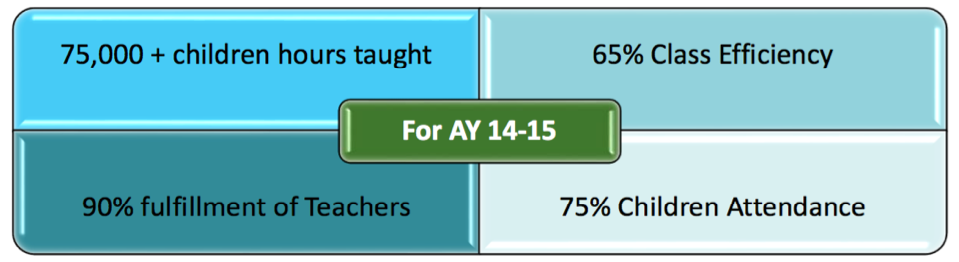 75,000 + children hours taught
65% Class Efficiency
For AY 14-15
90% fulfillment of Teachers
75% Children Attendance